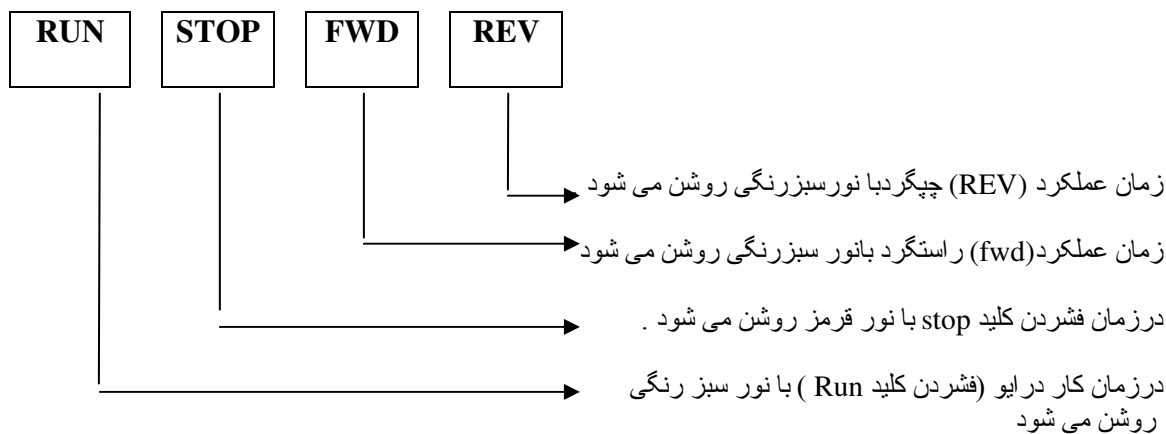 RUN STOP FWD REV
زمان عملکرد (REV) چپگردبا نورسبزرنگی روشن می شود
زمان عملکرد(fwd) راستگرد بانور سبزرنگی روشن می شود
درزمان فشردن کلید stop با نور قرمز روشن می شود .
درزمان کار درایو (فشردن کلید Run ) با نور سبز رنگی
روشن می شود